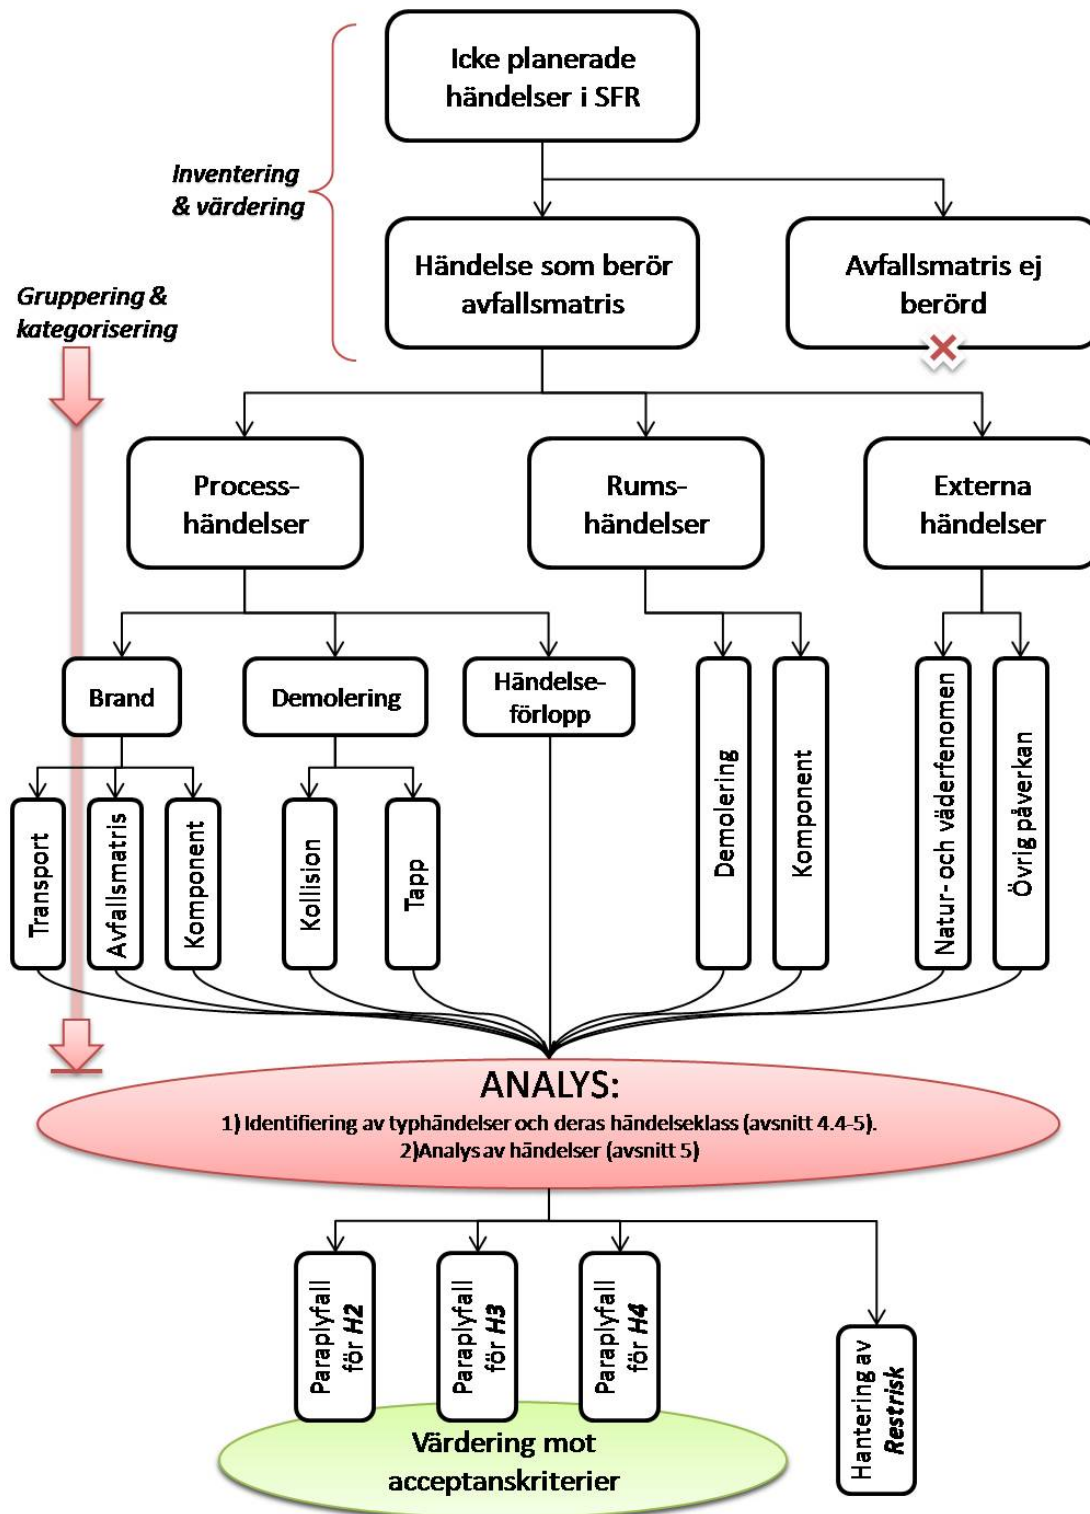 Icke planerade
händelser i SFR
Inventering
& värdering
Händelse som berör
avfallsmatris
Avfallsmatris ej
berörd
Gruppering &
kategorisering
Process-
händelser
Rums-
händelser
Externa
händelser
Brand
Demolering
Händelse-
förlopp
Transport
Avfallsmatris
Komponent
Kollision
Tapp
Demolering
Komponent
Natur- och väderfenomen
Övrig påverkan
ANALYS:
1) Identifiering av typhändelser och deras händelseklass (avsnitt 4.4-5).
2)Analys av händelser (avsnitt 5)
Paraplyfall
för H2
Paraplyfall
för H3
Paraplyfall
för H4
Hantering av
Restrisk
Värdering mot
acceptanskriterier